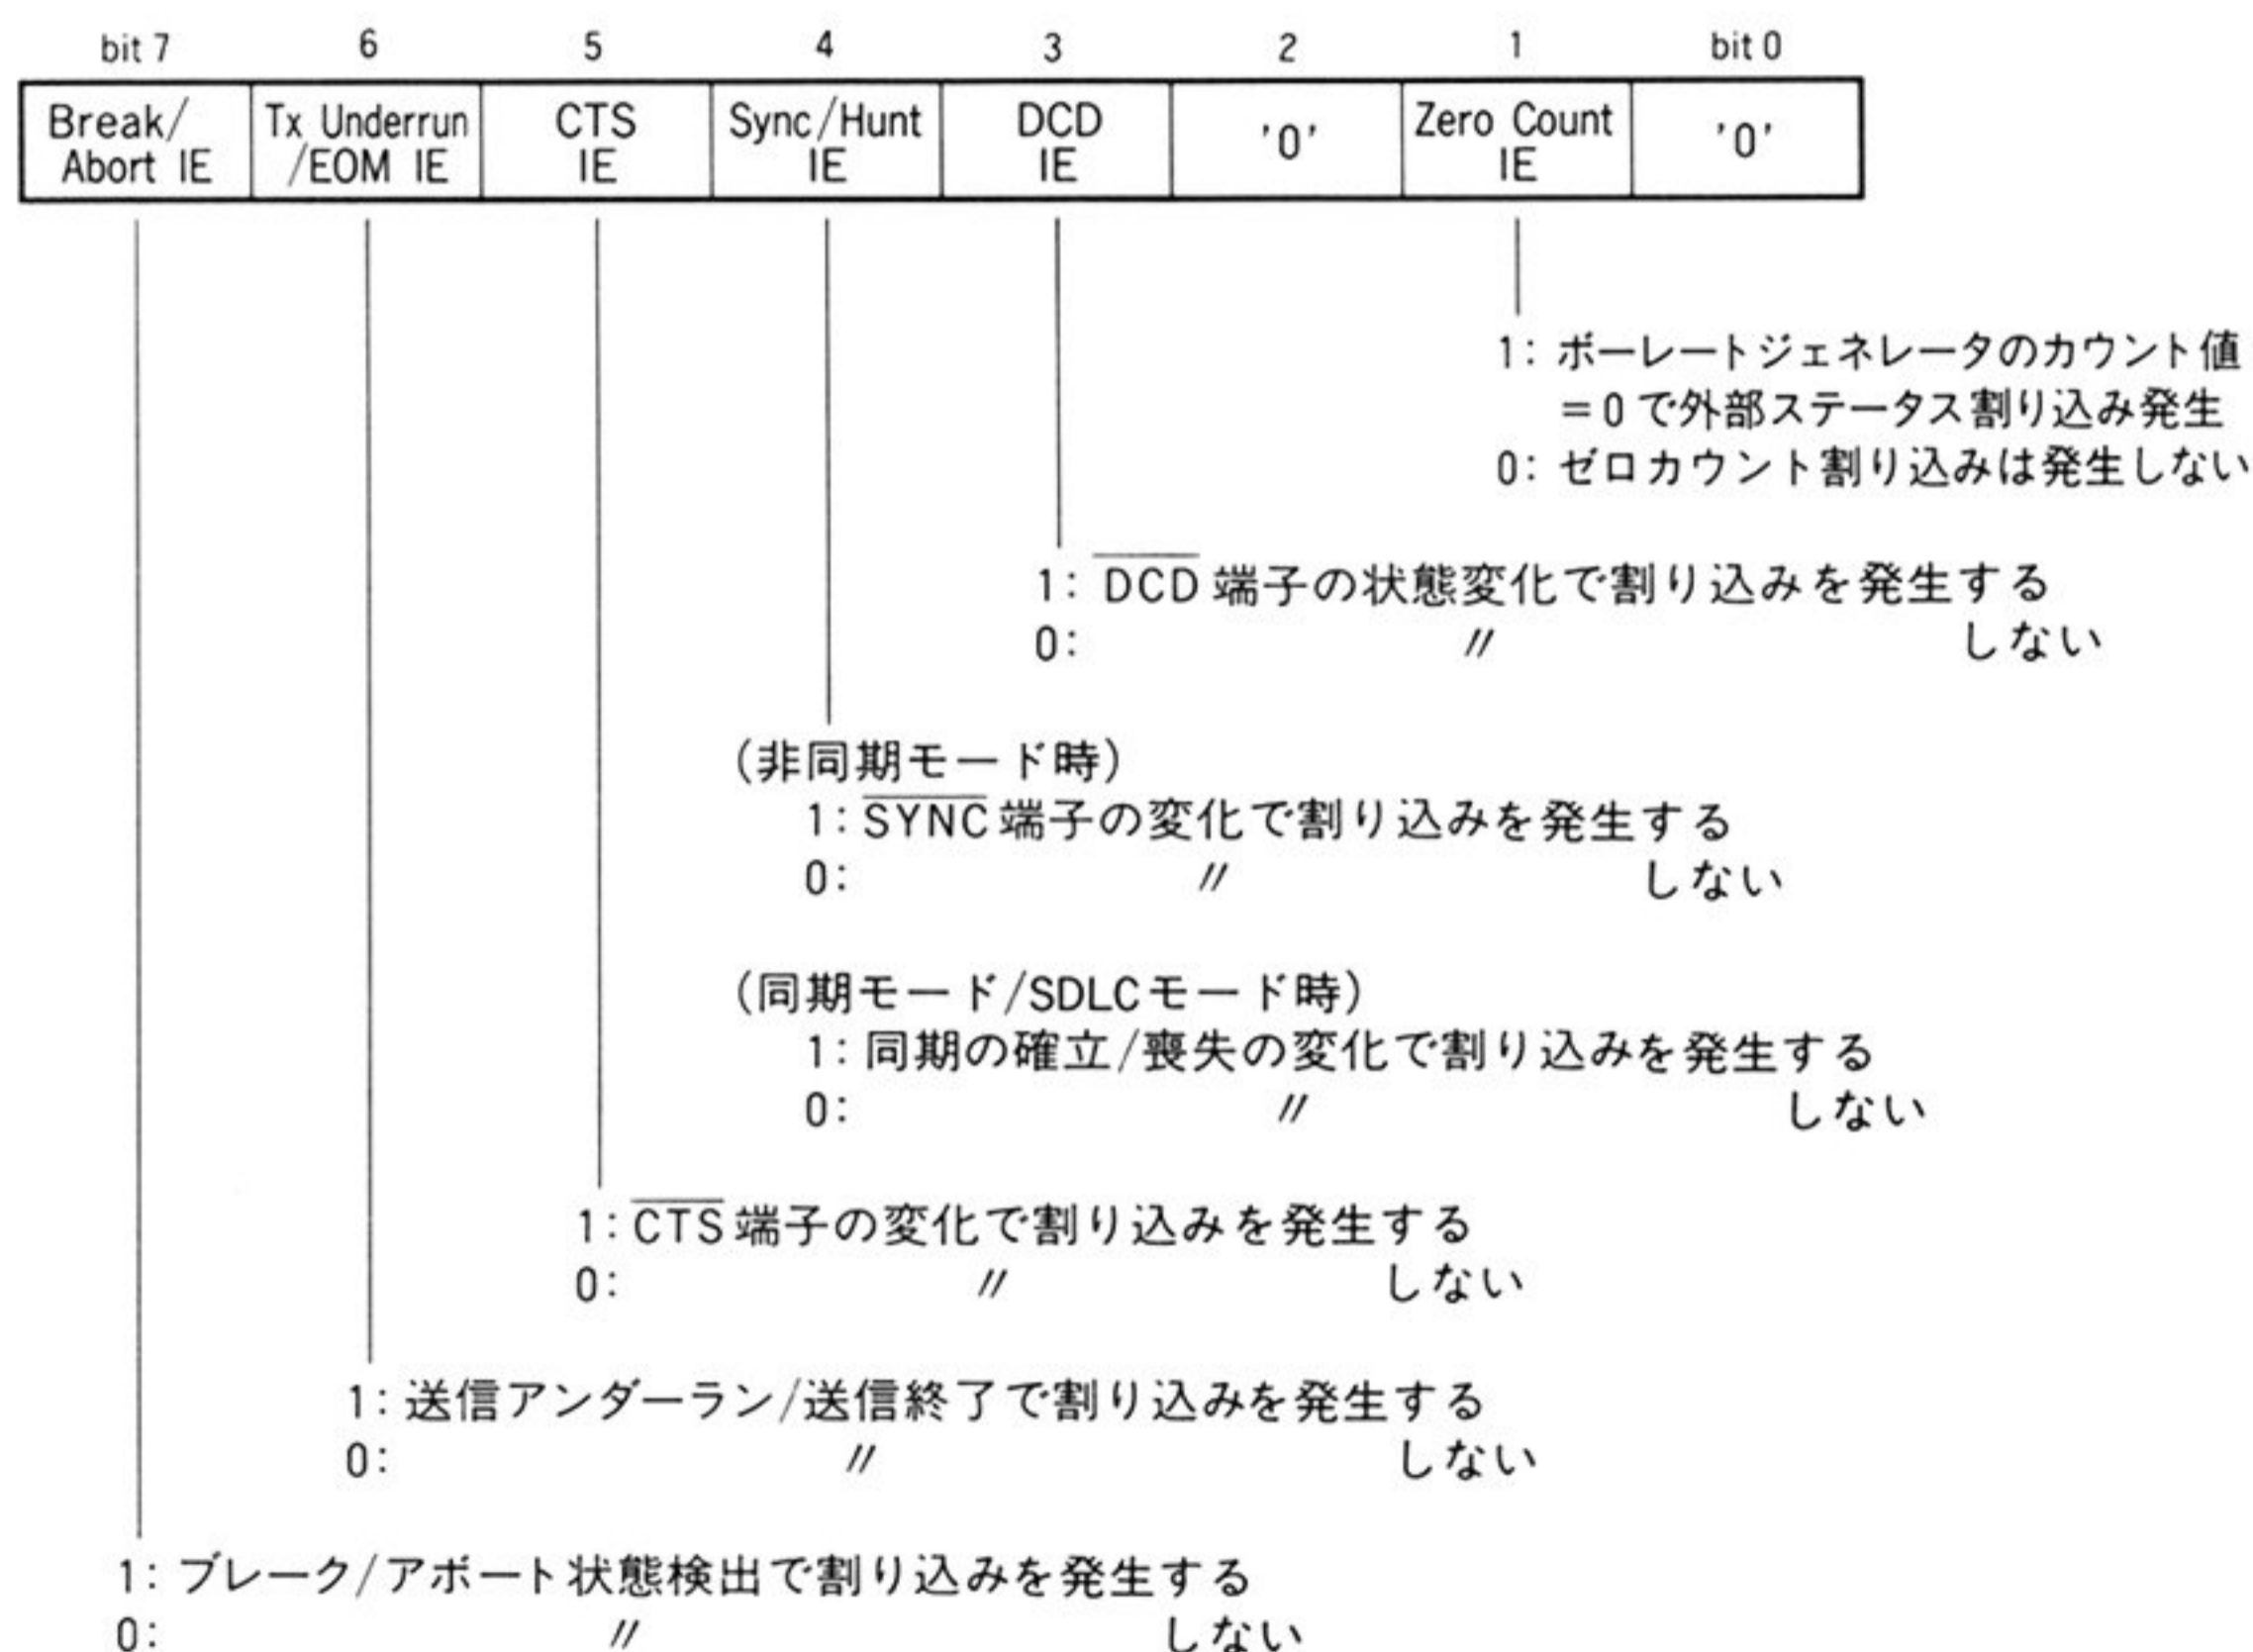 bit 7 6 5 4 3 2 1 bit 0
Break/ Tx Underrun CTS Sync/Hunt DCD '0' Zero Count '0'
Abort IE /EOM IE IE IE IE IE
1: ボーレートジェネレータのカウント値
=0で外部ステータス割り込み発生
0: ゼロカウント割り込みは発生しない
1: DCD端子の状態変化で割り込みを発生する
0: 〃 しない
(非同期モード時)
1: SYNC端子の変化で割り込みを発生する
0: 〃 しない
(同期モード/SDLCモード時)
1: 同期の確立/喪失の変化で割り込みを発生する
0: 〃 しない
1: CTS端子の変化で割り込みを発生する
0: 〃 しない
1: 送信アンダーラン/送信終了で割り込みを発生する
0: 〃 しない
1: ブレーク/アボート状態検出で割り込みを発生する
0: 〃 しない